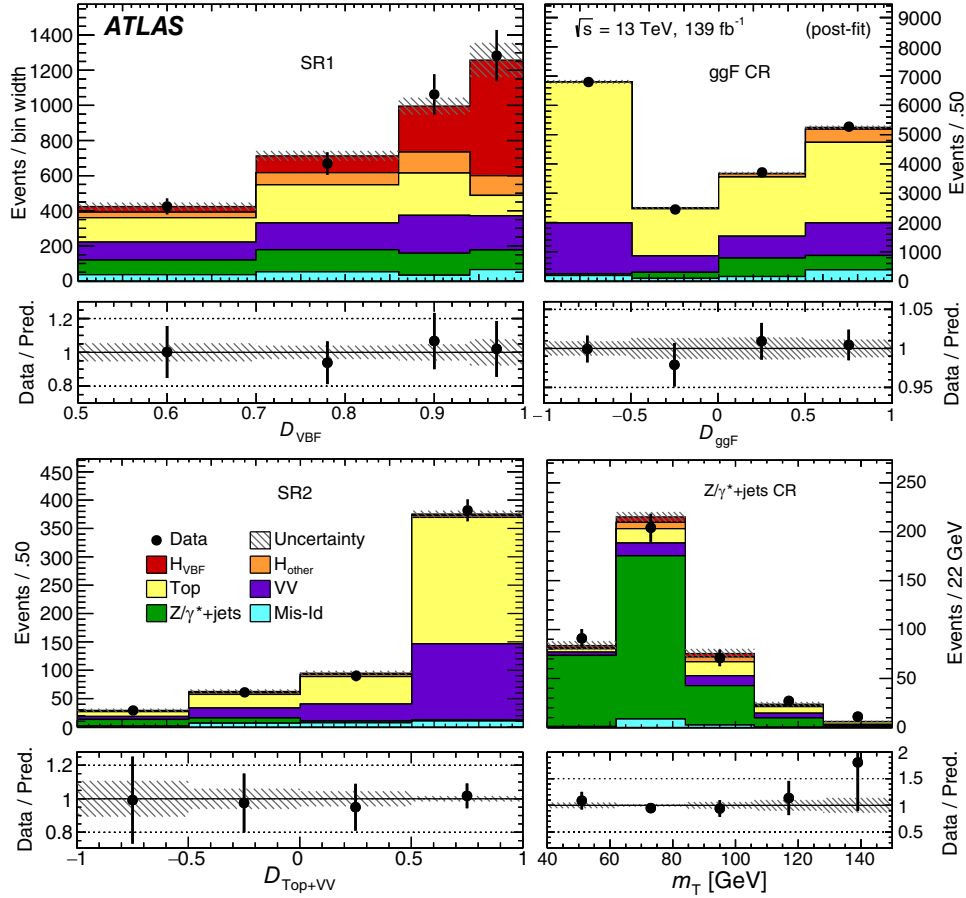 ATLAS
SR1
Events / bin width
1400
1200
1000
800
600
400
200
0
√s = 13 TeV, 139 fb⁻¹ (post-fit)
ggF CR
Events / .50
9000
8000
7000
6000
5000
4000
3000
2000
1000
0
Data / Pred.
1.2
1
0.8
0.5 0.6 0.7 0.8 0.9 1
D_VBF
Data / Pred.
1.05
1
0.95
−1 −0.5 0 0.5 1
D_ggF
SR2
Events / .50
450
400
350
300
250
200
150
100
50
0
Data Uncertainty
H_VBF H_other
Top VV
Z/γ*+jets Mis-Id
Z/γ*+jets CR
Events / 22 GeV
250
200
150
100
50
0
Data / Pred.
1.2
1
0.8
−1 −0.5 0 0.5 1
D_Top+VV
Data / Pred.
2
1.5
1
0.5
40 60 80 100 120 140
m_T [GeV]